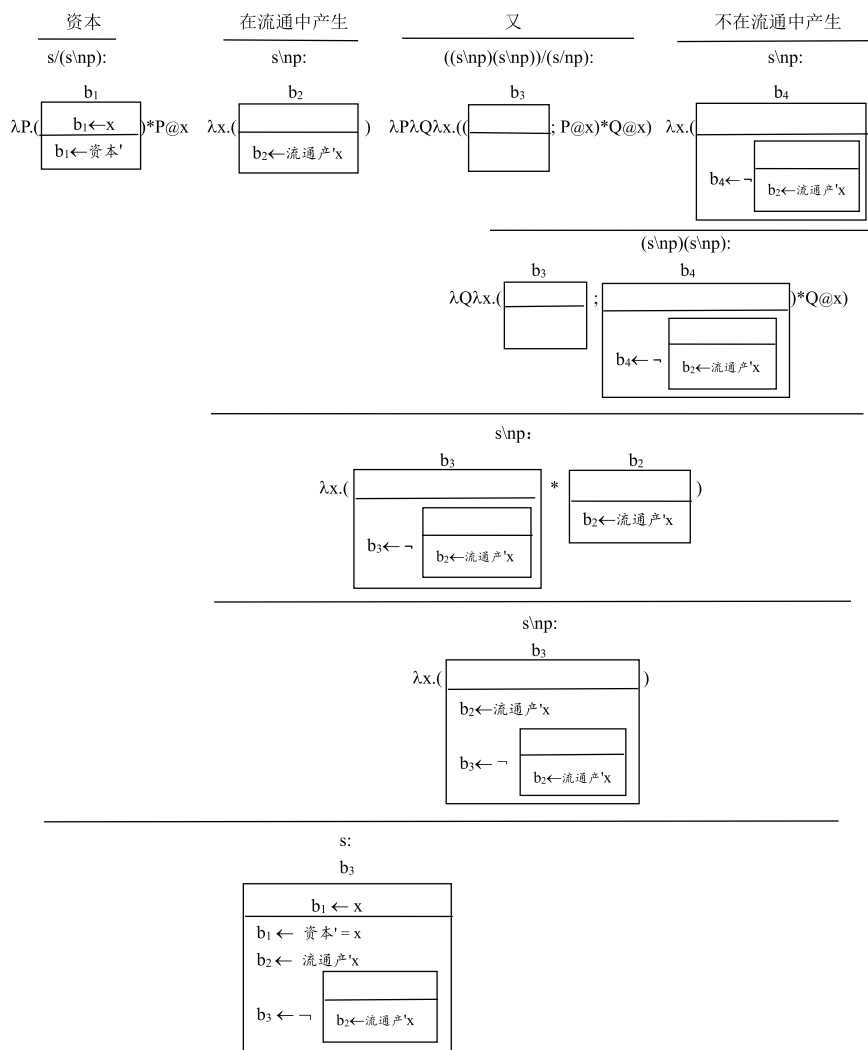 资本 在流通中产生 又 不在流通中产生
s/(s\np): s\np: ((s\np)(s\np))/(s/np): s\np:
b₁ b₂ b₃ b₄
λP.( b₁←x )*P@x λx.( ) λPλQλx.(( ; P@x)*Q@x) λx.(
b₁←资本' b₂←流通产'x b₄←¬ b₂←流通产'x
(s\np)(s\np):
b₃ b₄
λQλx.( ; )*Q@x)
b₄←¬ b₂←流通产'x
s\np：
b₃ b₂
λx.( * )
b₂←流通产'x
b₃←¬ b₂←流通产'x
s\np:
b₃
λx.( )
b₂←流通产'x
b₃←¬ b₂←流通产'x
s:
b₃
b₁ ← x
b₁ ← 资本' = x
b₂ ← 流通产'x
b₃ ← ¬ b₂←流通产'x